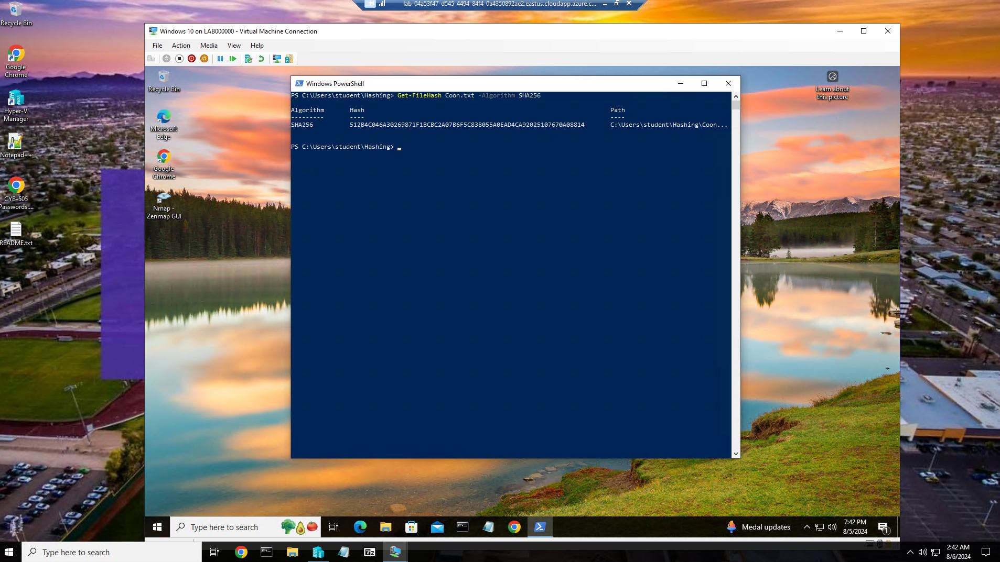 lab-04a53f47-d545-4494-84f4-0a4350892ae2.eastus.cloudapp.azure.c...
Recycle Bin
Google
Chrome
Hyper-V
Manager
Notepad++
CYB-505
Passwords....
README.txt
Windows 10 on LAB000000 - Virtual Machine Connection
File Action Media View Help
Recycle Bin
Microsoft
Edge
Google
Chrome
Nmap -
Zenmap GUI
Learn about
this picture
Windows PowerShell
PS C:\Users\student\Hashing> Get-FileHash Coon.txt -Algorithm SHA256
Algorithm Hash Path
--------- ---- ----
SHA256 512B4C046A30269871F1BCBC2A07B6F5C838055A0EAD4CA92025107670A08814 C:\Users\student\Hashing\Coon...
PS C:\Users\student\Hashing>
Type here to search
Medal updates
7:42 PM
8/5/2024
1
Type here to search
7z
2:42 AM
8/6/2024